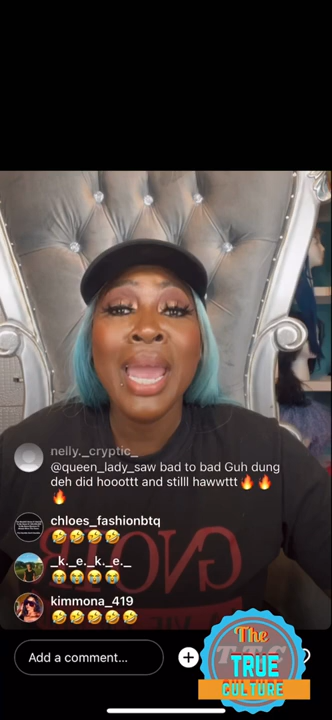 GNOIR
nelly._cryptic_
@queen_lady_saw bad to bad Guh dung
deh did hooottt and stilll hawwttt🔥🔥
🔥
chloes_fashionbtq
🤣🤣🤣🤣
_k._e._k._e._
😭😭😭😭
kimmona_419
🤣🤣🤣🤣🤣
Add a comment...
The
T.T.C
TRUE
CULTURE